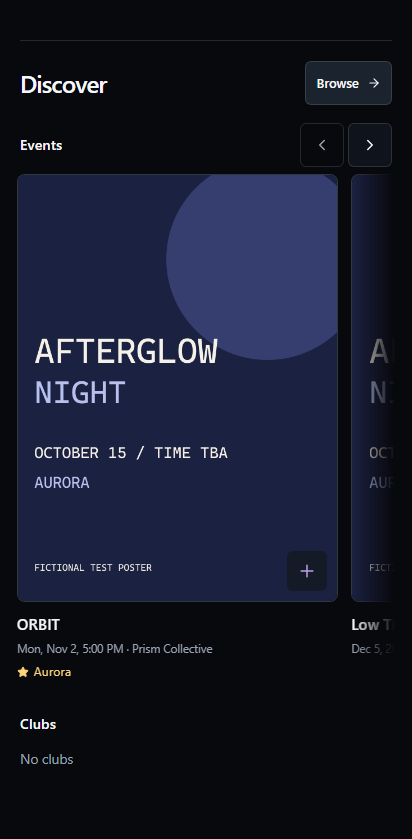 Discover
Browse
Events
AFTERGLOW
NIGHT
OCTOBER 15 / TIME TBA
AURORA
FICTIONAL TEST POSTER
ORBIT
Mon, Nov 2, 5:00 PM · Prism Collective
Aurora
Low
Dec 5, 2
Clubs
No clubs